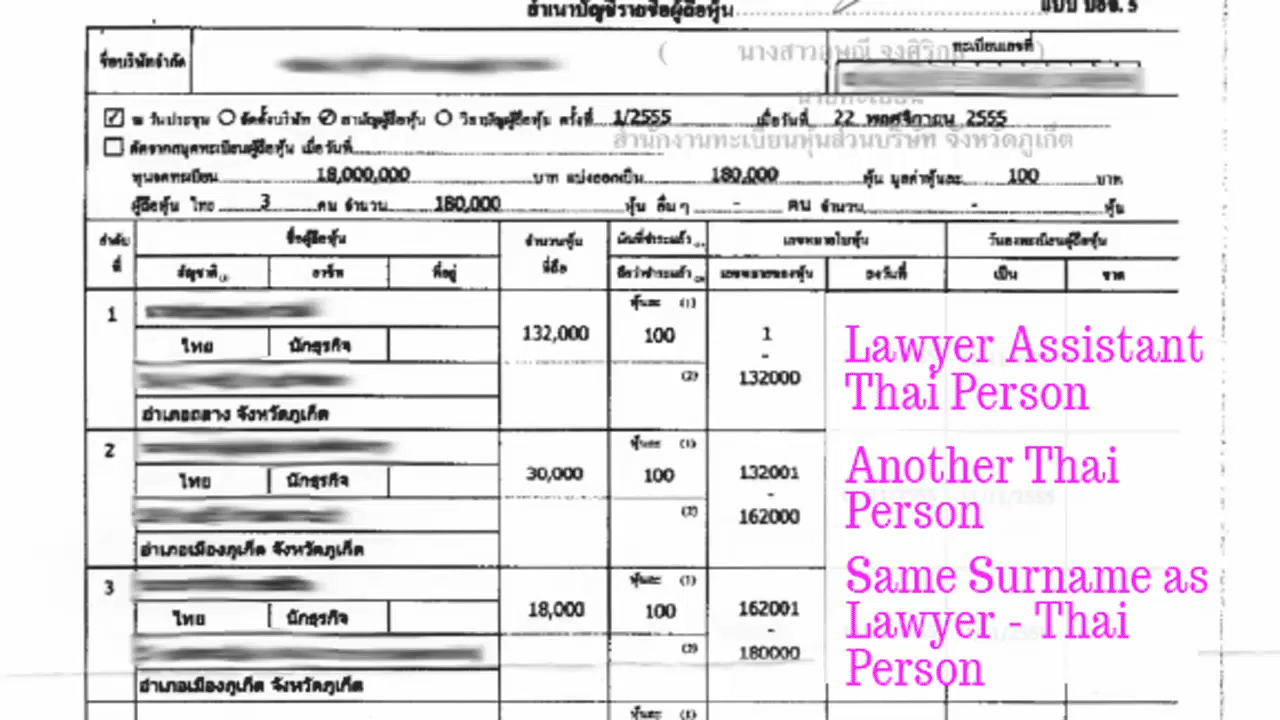 สำเนาบัญชีรายชื่อผู้ถือหุ้น
แบบ บอจ. 5
ชื่อบริษัทจำกัด
( นางสาวอุษณี จงศิริกุล )
ทะเบียนเลขที่
นายทะเบียน
ณ วันประชุม จัดตั้งบริษัท สามัญผู้ถือหุ้น วิสามัญผู้ถือหุ้น ครั้งที่ 1/2555 เมื่อวันที่ 22 พฤศจิกายน 2555
สำนักงานทะเบียนหุ้นส่วนบริษัท จังหวัดภูเก็ต
คัดจากสมุดทะเบียนผู้ถือหุ้น เมื่อวันที่
ทุนจดทะเบียน 18,000,000 บาท แบ่งออกเป็น 180,000 หุ้น มูลค่าหุ้นละ 100 บาท
ผู้ถือหุ้น ไทย 3 คน จำนวน 180,000 หุ้น อื่นๆ - คน จำนวน - หุ้น
ลำดับ ชื่อผู้ถือหุ้น จำนวนหุ้น เงินที่ชำระแล้ว เลขหมายใบหุ้น วันลงทะเบียนผู้ถือหุ้น
ที่ สัญชาติ อาชีพ ที่อยู่ ที่ถือ ถือว่าชำระแล้ว เลขหมายของหุ้น ลงวันที่ เป็น ขาด
1 หุ้นละ (1)
ไทย นักธุรกิจ 132,000 100 1
-
(2) 132000
อำเภอถลาง จังหวัดภูเก็ต
Lawyer Assistant
Thai Person
2 หุ้นละ (1)
ไทย นักธุรกิจ 30,000 100 132001
-
(2) 162000
อำเภอเมืองภูเก็ต จังหวัดภูเก็ต
Another Thai
Person
3 หุ้นละ (1)
ไทย นักธุรกิจ 18,000 100 162001
-
(2) 180000
อำเภอเมืองภูเก็ต จังหวัดภูเก็ต
Same Surname as
Lawyer - Thai
Person
หุ้นละ (1)